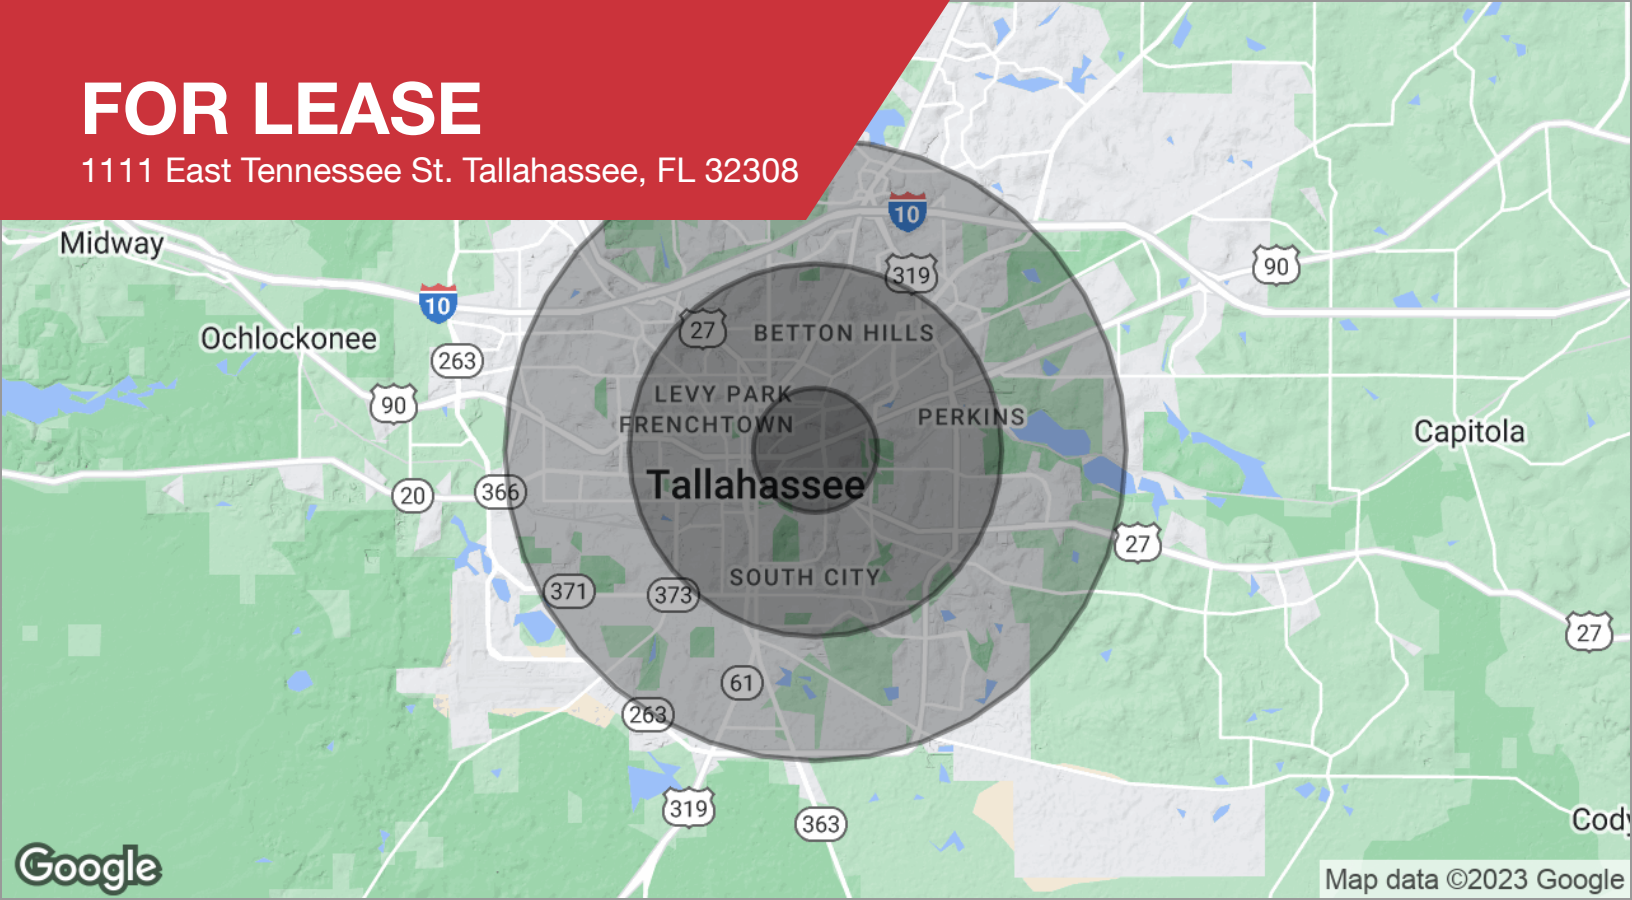 FOR LEASE
1111 East Tennessee St. Tallahassee, FL 32308
10
Midway
90
319
10
27
BETTON HILLS
Ochlockonee
263
LEVY PARK
90
PERKINS
FRENCHTOWN
Capitola
Tallahassee
20
366
27
SOUTH CITY
371
373
27
61
263
319
363
Cody
Google
Map data ©2023 Google